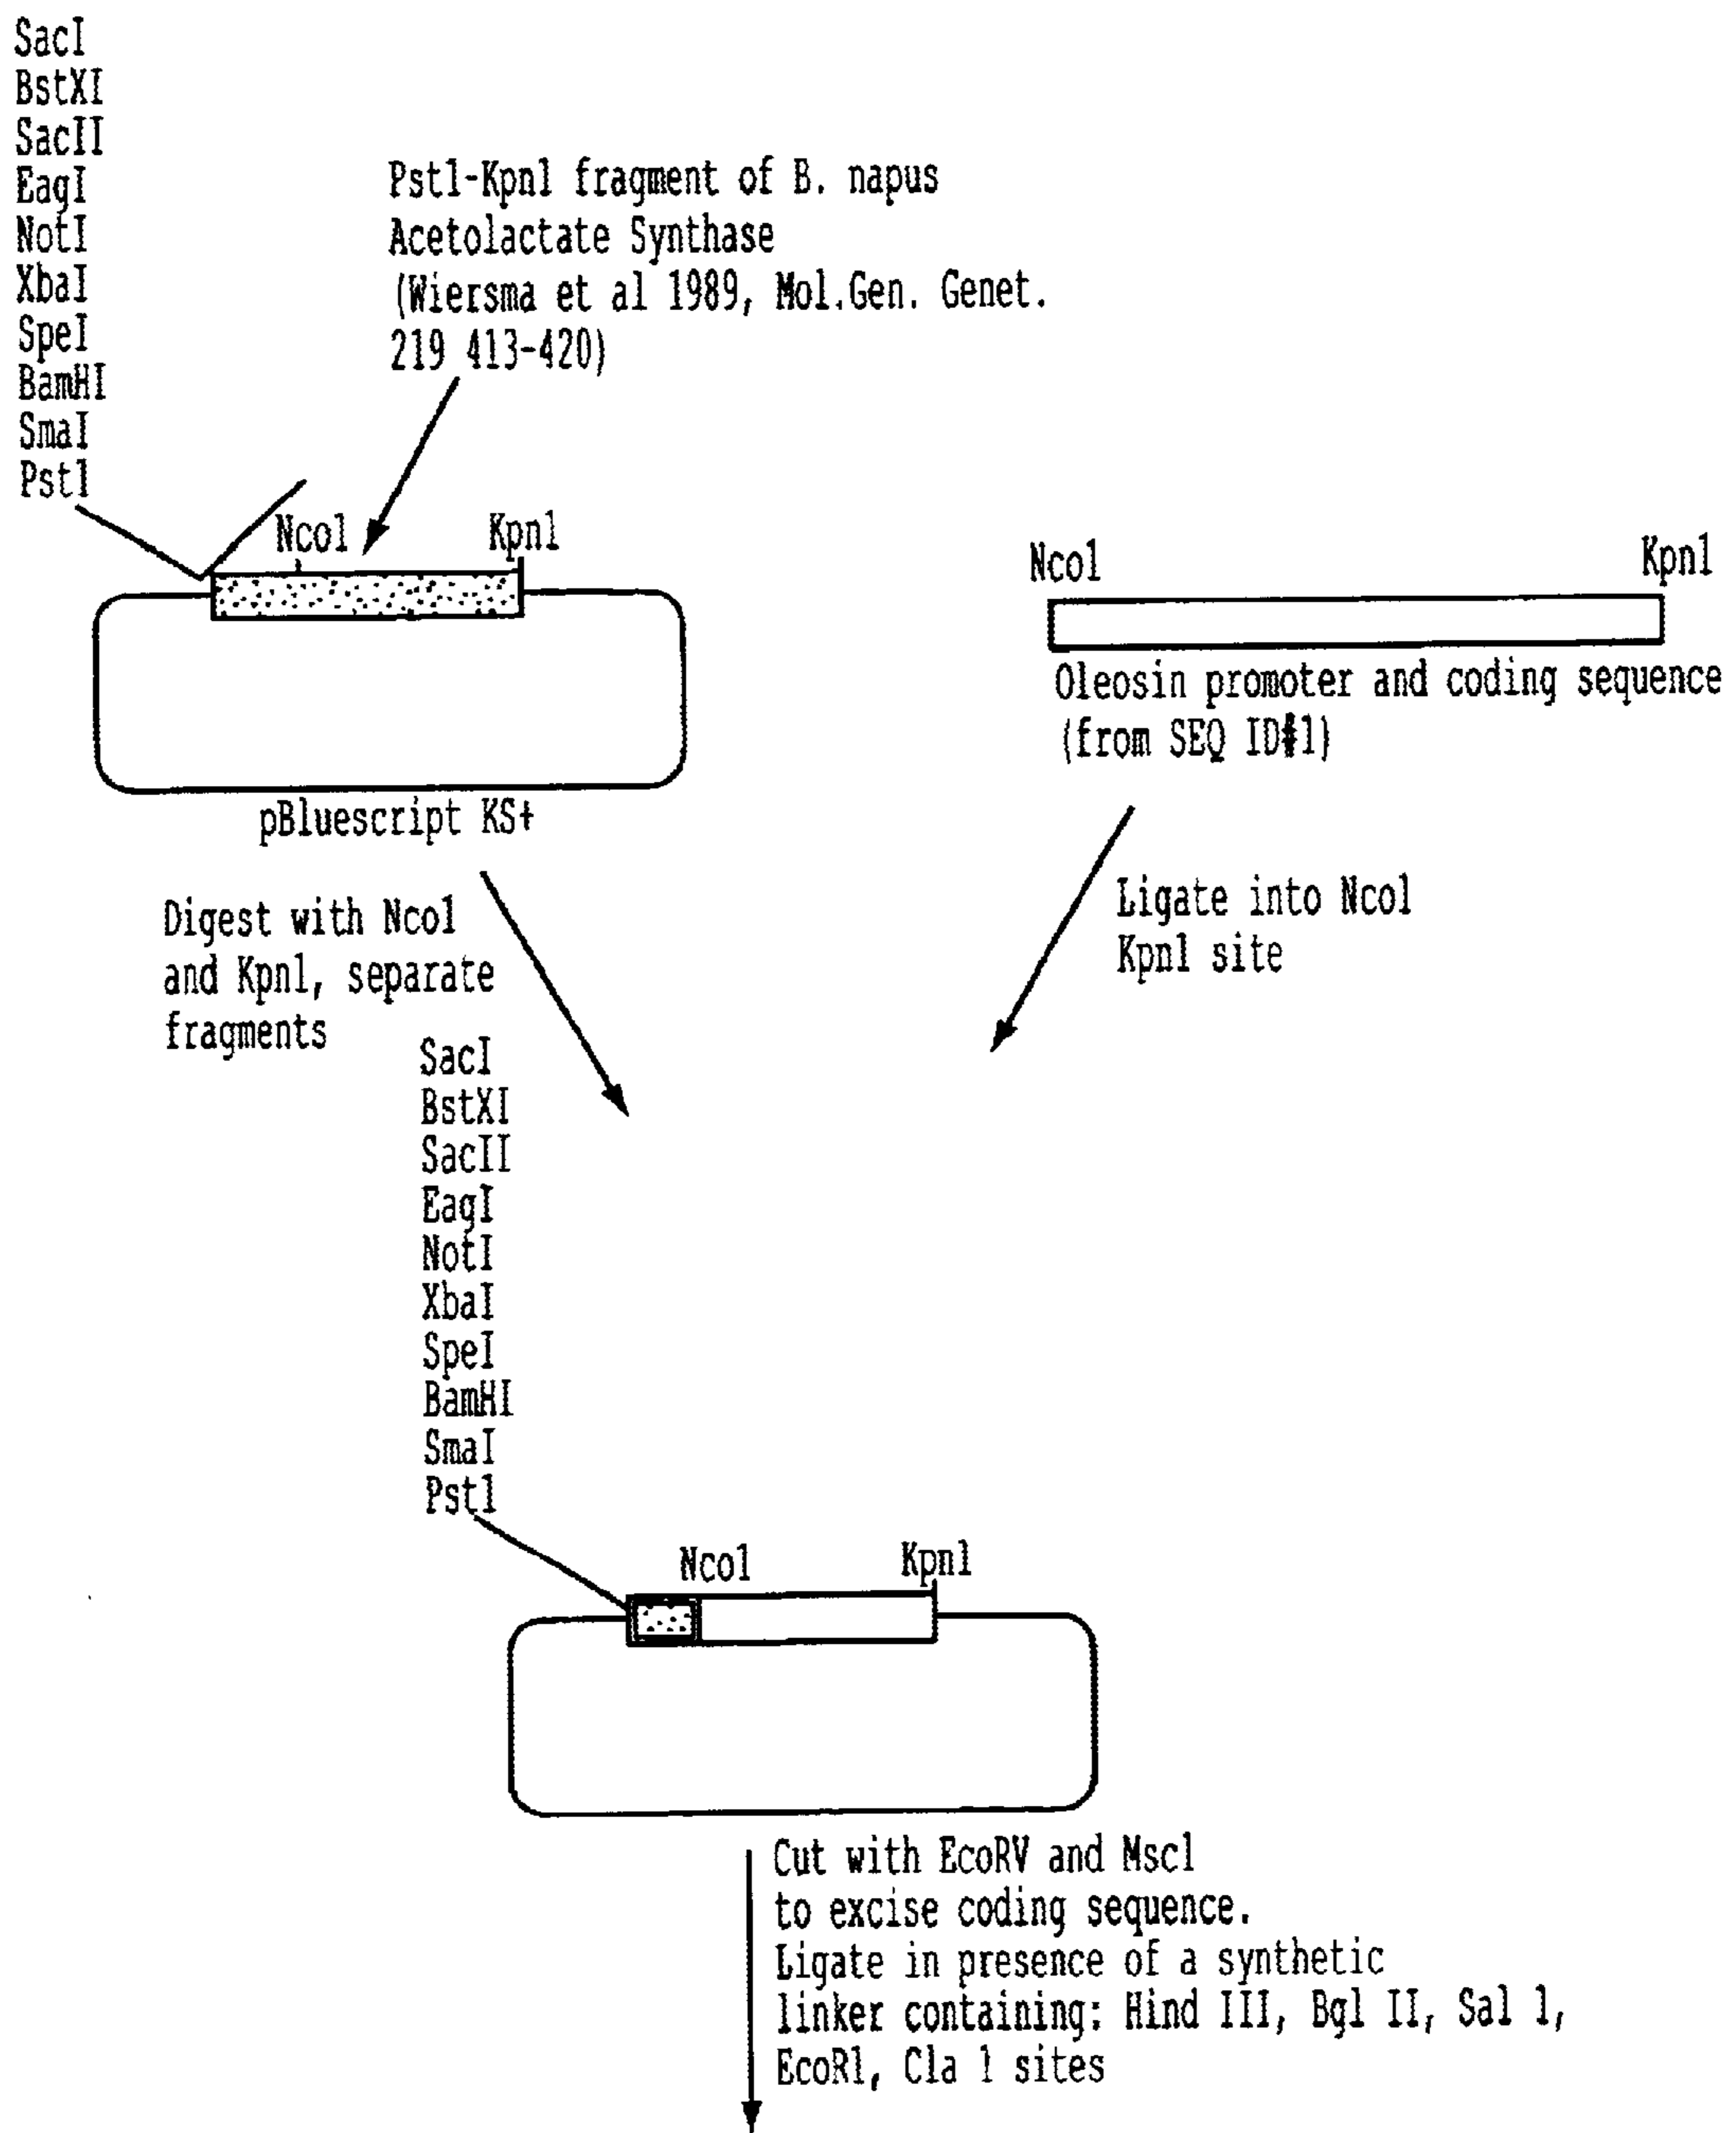 SacI
BstXI
SacII
EagI
NotI
XbaI
SpeI
BamHI
SmaI
Pst1
Pst1-Kpn1 fragment of B. napus
Acetolactate Synthase
(Wiersma et al 1989, Mol.Gen. Genet.
219 413-420)
Nco1
Kpn1
pBluescript KS+
Nco1
Kpn1
Oleosin promoter and coding sequence
(from SEQ ID#1)
Digest with Nco1
and Kpn1, separate
fragments
Ligate into Nco1
Kpn1 site
SacI
BstXI
SacII
EagI
NotI
XbaI
SpeI
BamHI
SmaI
Pst1
Nco1
Kpn1
Cut with EcoRV and Msc1
to excise coding sequence.
Ligate in presence of a synthetic
linker containing: Hind III, Bgl II, Sal 1,
EcoR1, Cla 1 sites